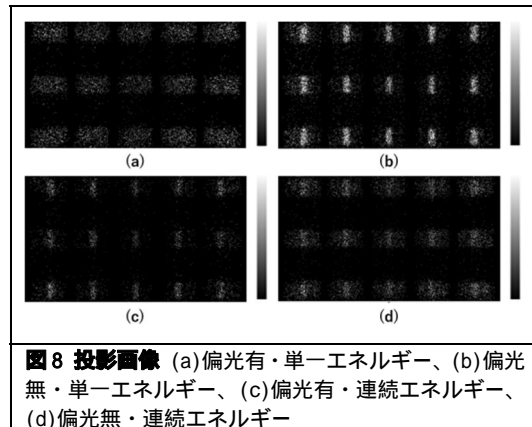 (a)
(b)
(c)
(d)
図8 投影画像 (a)偏光有・単一エネルギー、(b)偏光
無・単一エネルギー、(c)偏光有・連続エネルギー、
(d)偏光無・連続エネルギー